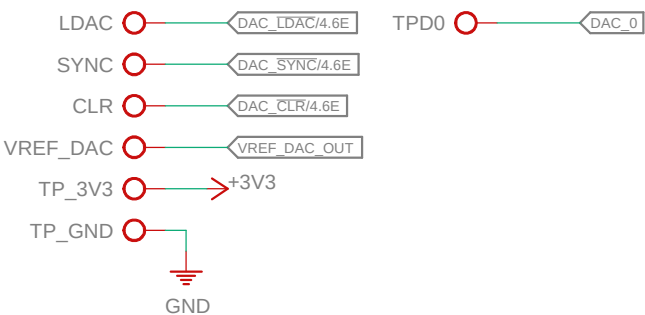 LDAC DAC_LDAC/4.6E TPD0 DAC_0
SYNC DAC_SYNC/4.6E
CLR DAC_CLR/4.6E
VREF_DAC VREF_DAC_OUT
TP_3V3 +3V3
TP_GND
GND